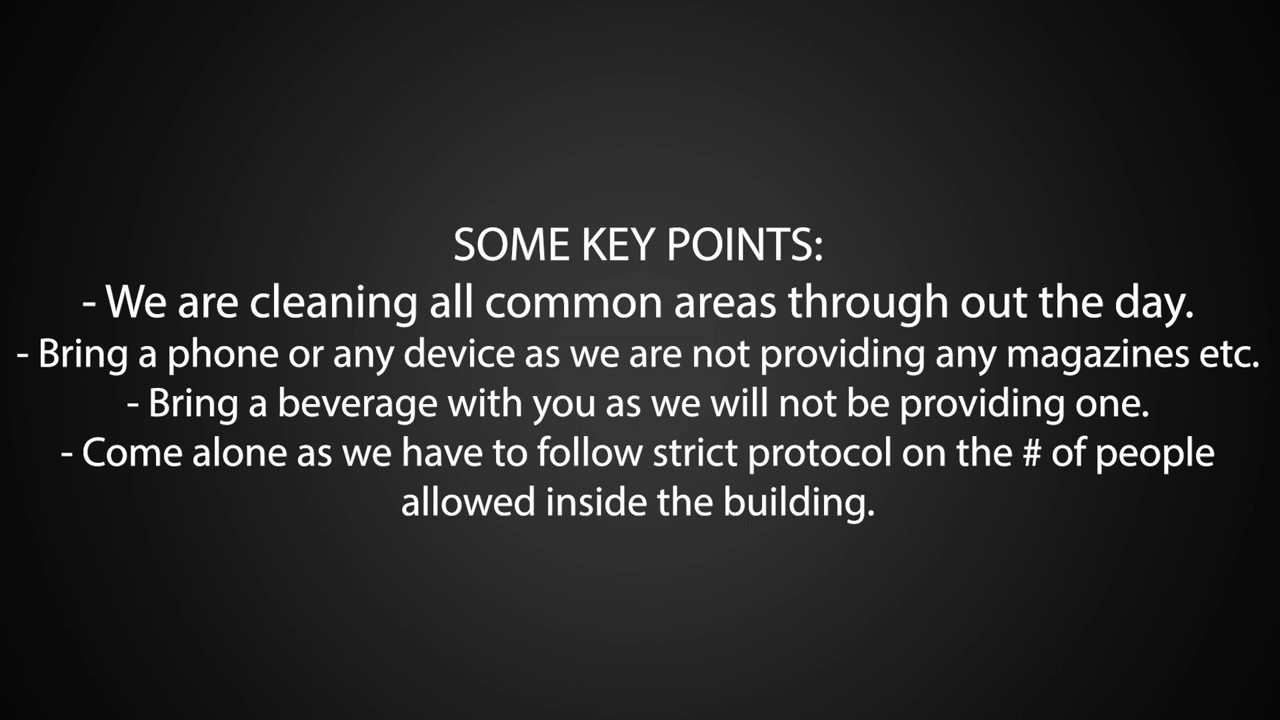 SOME KEY POINTS:
- We are cleaning all common areas through out the day.
- Bring a phone or any device as we are not providing any magazines etc.
- Bring a beverage with you as we will not be providing one.
- Come alone as we have to follow strict protocol on the # of people
allowed inside the building.